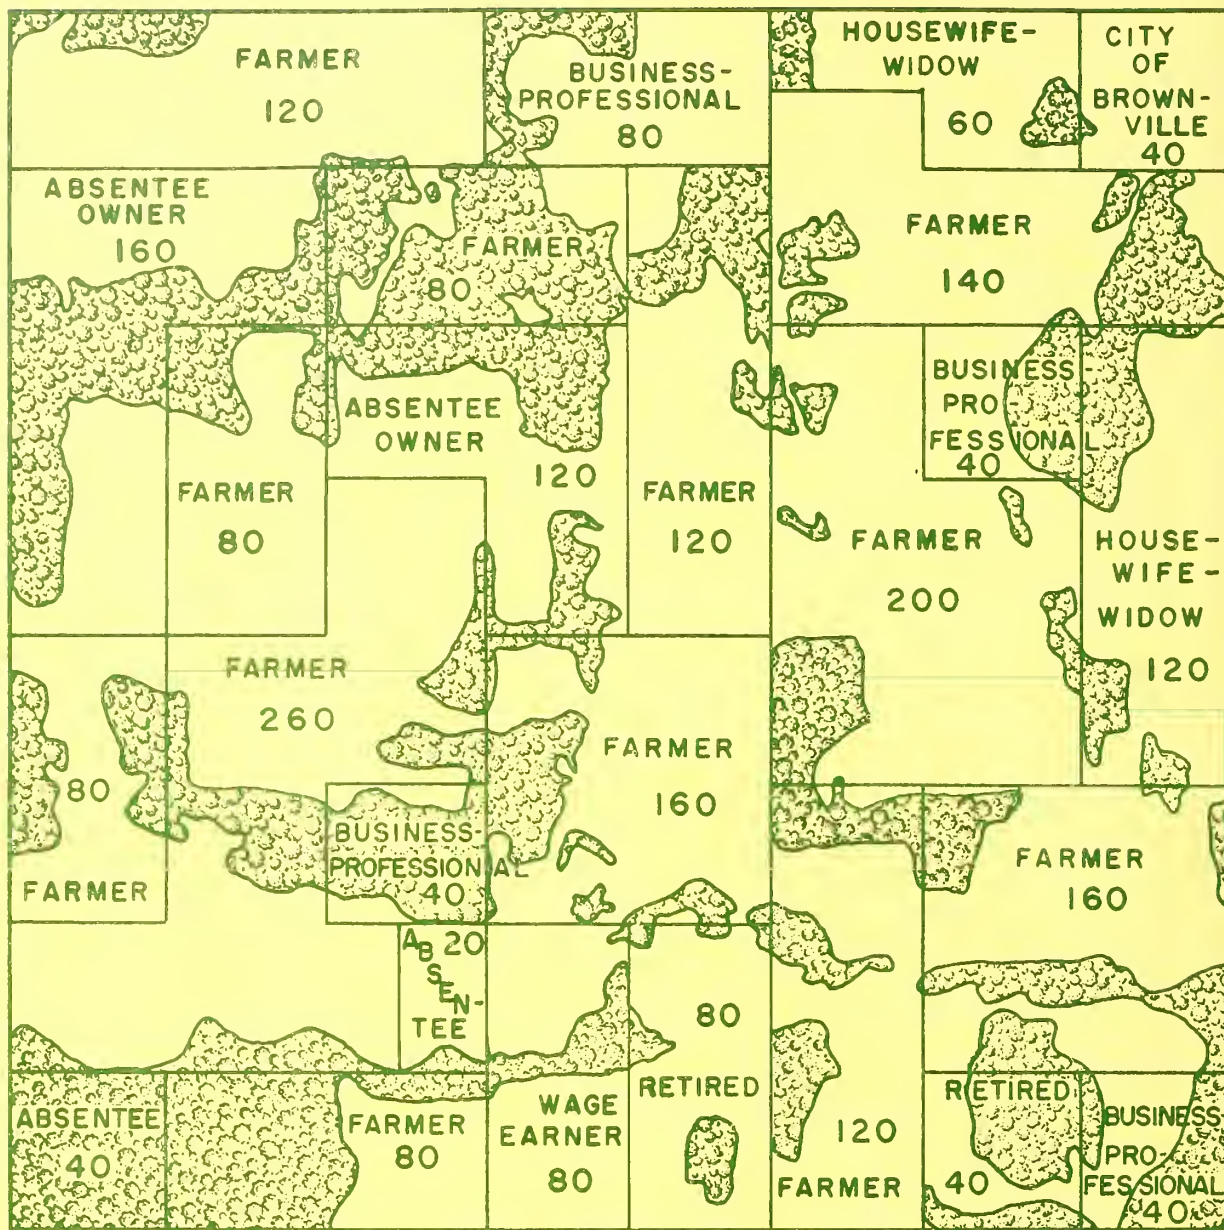 FARMER
120
BUSINESS-
PROFESSIONAL
80
HOUSEWIFE-
WIDOW
60
CITY
OF
BROWN-
VILLE
40
ABSENTEE
OWNER
160
FARMER
80
FARMER
140
FARMER
80
ABSENTEE
OWNER
120
FARMER
120
BUSINESS-
PRO-
FESSIONAL
40
FARMER
200
HOUSE-
WIFE-
WIDOW
120
80
FARMER
FARMER
260
BUSINESS-
PROFESSIONAL
40
FARMER
160
FARMER
160
20
ABSEN-
TEE
80
RETIRED
ABSENTEE
40
FARMER
80
WAGE
EARNER
80
120
FARMER
RETIRED
40
BUSINESS
PRO-
FESSIONAL
40